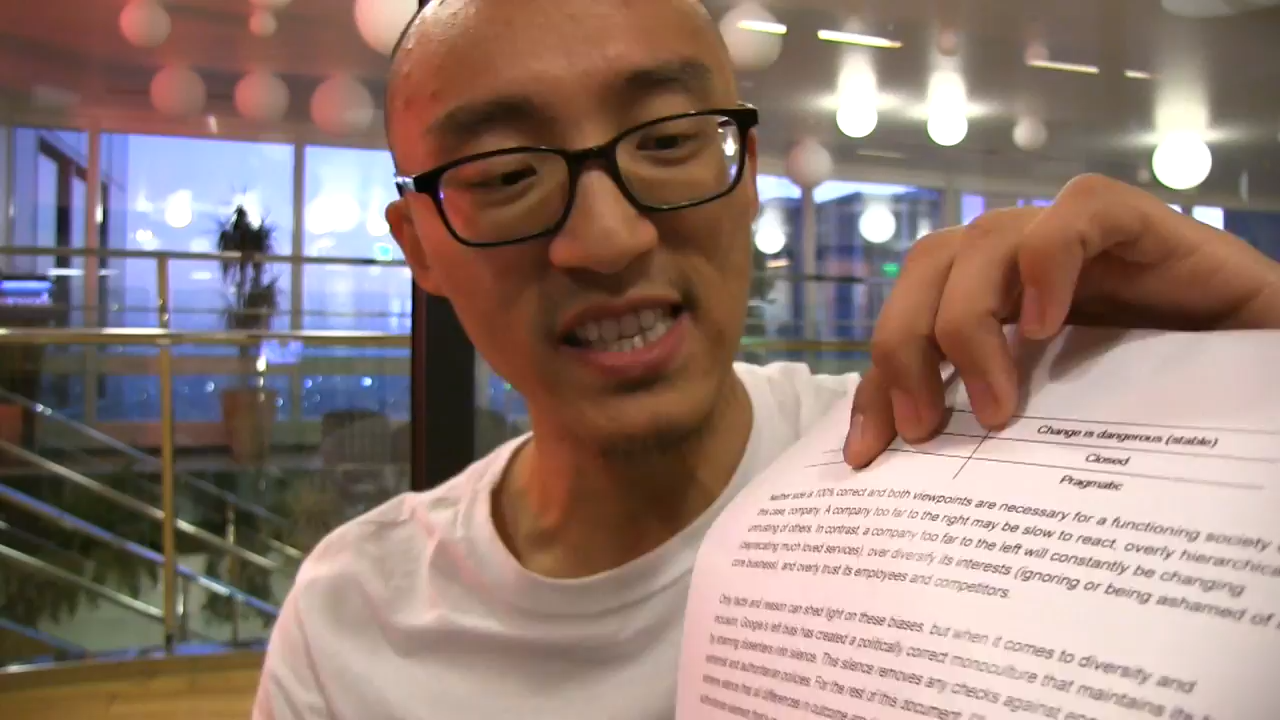 Change is dangerous (stable)
Closed
Pragmatic
Neither side is 100% correct and both viewpoints are necessary for a functioning society
this case, company. A company too far to the right may be slow to react, overly hierarchica
untrusting of others. In contrast, a company too far to the left will constantly be changing
(deprecating much loved services), over diversify its interests (ignoring or being ashamed of
core business), and overly trust its employees and competitors.
Only facts and reason can shed light on these biases, but when it comes to diversity and
inclusion, Google's left bias has created a politically correct monoculture that maintains
by shaming dissenters into silence. This silence removes any checks against
extremist and authoritarian policies. For the rest of this document,
all differences in outcome are